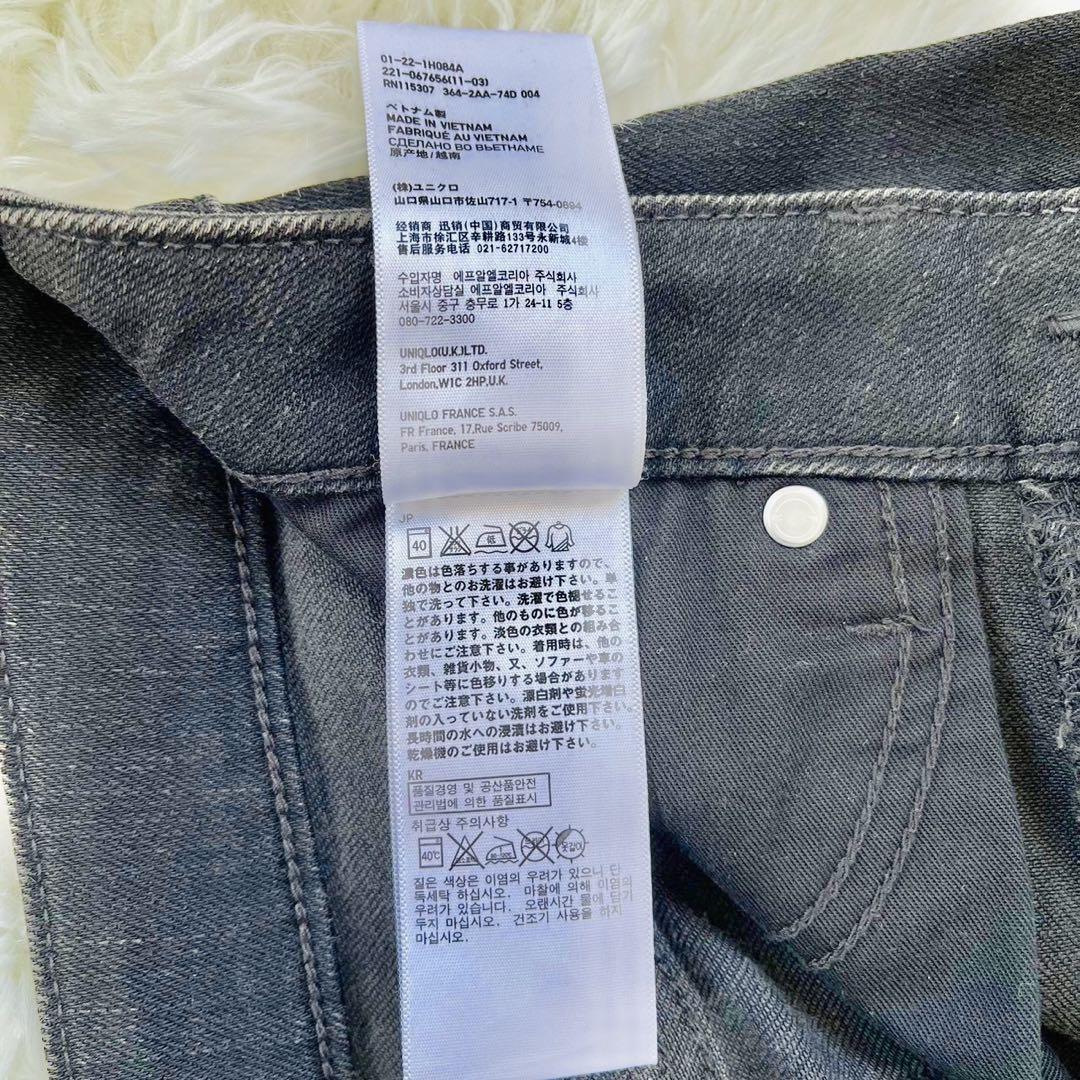 01-22-1H084A
221-067656(11-03)
RN115307 364-2AA-74D 004
ベトナム製
MADE IN VIETNAM
FABRIQUÉ AU VIETNAM
СДЕЛАНО ВО ВЬЕТНАМЕ
原产地/越南
(株)ユニクロ
山口県山口市佐山717-1 〒754-0894
经销商 迅销(中国)商贸有限公司
上海市徐汇区辛耕路133号永新城4楼
售后服务电话 021-62717200
수입자명 에프알엘코리아 주식회사
소비자상담실 에프알엘코리아 주식회사
서울시 중구 충무로 1가 24-11 5층
080-722-3300
UNIQLO(U.K.)LTD.
3rd Floor 311 Oxford Street,
London,W1C 2HP,U.K.
UNIQLO FRANCE S.A.S.
FR France, 17,Rue Scribe 75009,
Paris, FRANCE
JP
40 低
濃色は色落ちする事がありますので、
他の物とのお洗濯はお避け下さい。単
独で洗って下さい。洗濯で色褪せるこ
とがあります。他のものに色が移るこ
とがあります。淡色の衣類との組み合
わせにご注意下さい。着用時は、他の
衣類、雑貨小物、又、ソファーや車の
シート等に色移りする場合があります
のでご注意下さい。漂白剤や蛍光増白
剤の入っていない洗剤をご使用下さい。
長時間の水への浸漬はお避け下さい。
乾燥機のご使用はお避け下さい。
KR
품질경영 및 공산품안전
관리법에 의한 품질표시
취급상 주의사항
40℃ 옷걸이
짙은 색상은 이염의 우려가 있으니 단
독세탁 하십시오. 마찰에 의해 이염의
우려가 있습니다. 오랜시간 물에 담가
두지 마십시오. 건조기 사용을 하지
마십시오.